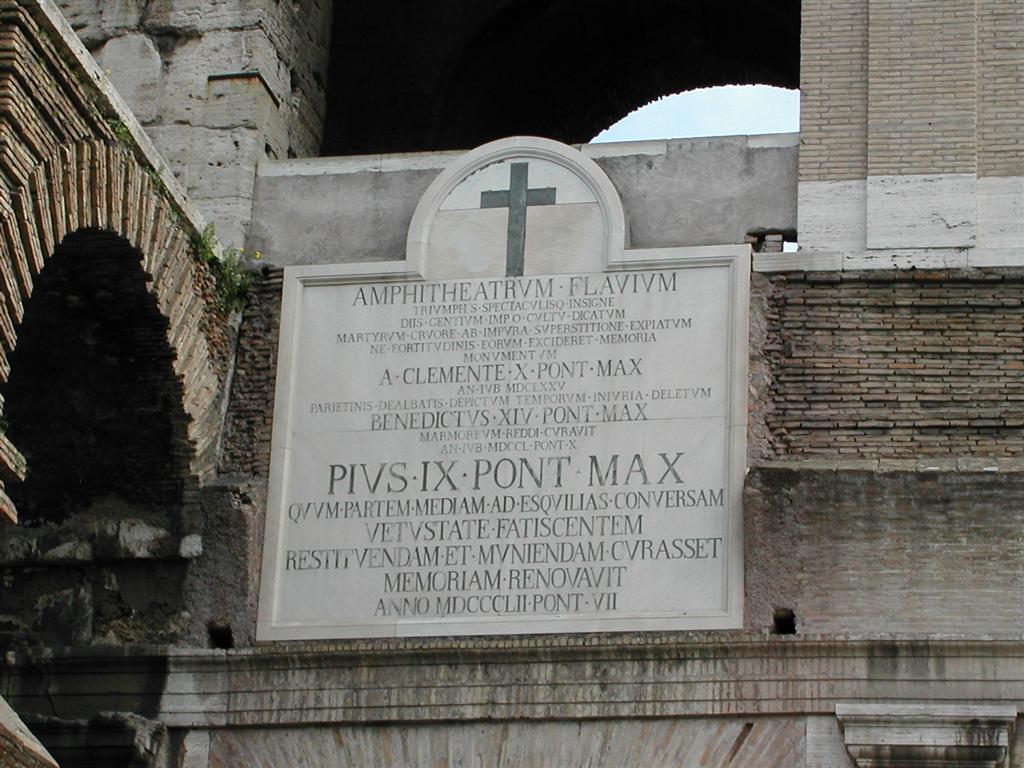 AMPHITHEATRVM·FLAVIVM
TRIVMPHIS·SPECTACVLISQ·INSIGNE
DIIS·GENTIVM·IMPIO·CVLTV·DICATVM
MARTYRVM·CRVORE·AB·IMPVRA·SVPERSTITIONE·EXPIATVM
NE·FORTITVDINIS·EORVM·EXCIDERET·MEMORIA
MONVMENTVM
A·CLEMENTE·X·PONT·MAX
AN·IVB·MDCLXXV
PARIETINIS·DEALBATIS·DEPICTVM·TEMPORVM·INIVRIA·DELETVM
BENEDICTVS·XIV·PONT·MAX
MARMOREVM·REDDI·CVRAVIT
AN·IVB·MDCCL·PONT·X
PIVS·IX·PONT·MAX
QVVM·PARTEM·MEDIAM·AD·ESQVILIAS·CONVERSAM
VETVSTATE·FATISCENTEM
RESTITVENDAM·ET·MVNIENDAM·CVRASSET
MEMORIAM·RENOVAVIT
ANNO MDCCCLII·PONT·VII